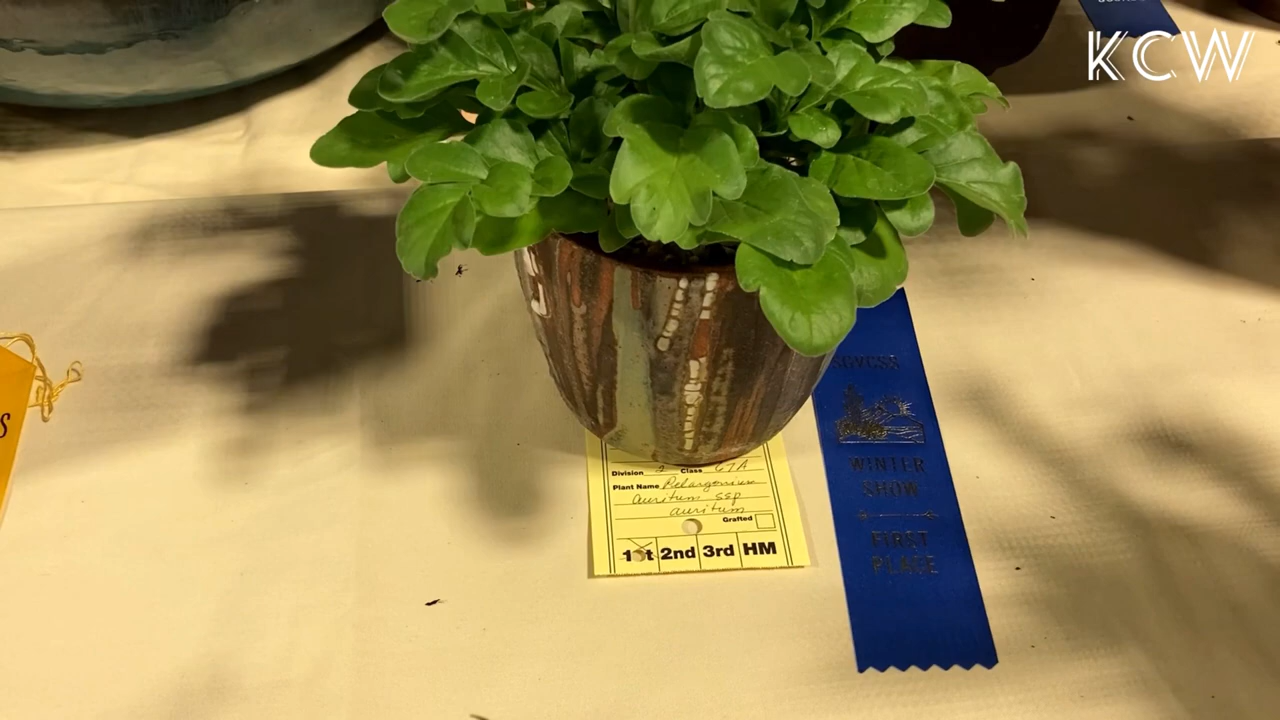 KCW
SGVCSS
WINTER
SHOW
FIRST
PLACE
Division 2 Class 67A
Plant Name Pelargonium
auritum ssp
auritum
Grafted
1st 2nd 3rd HM
S